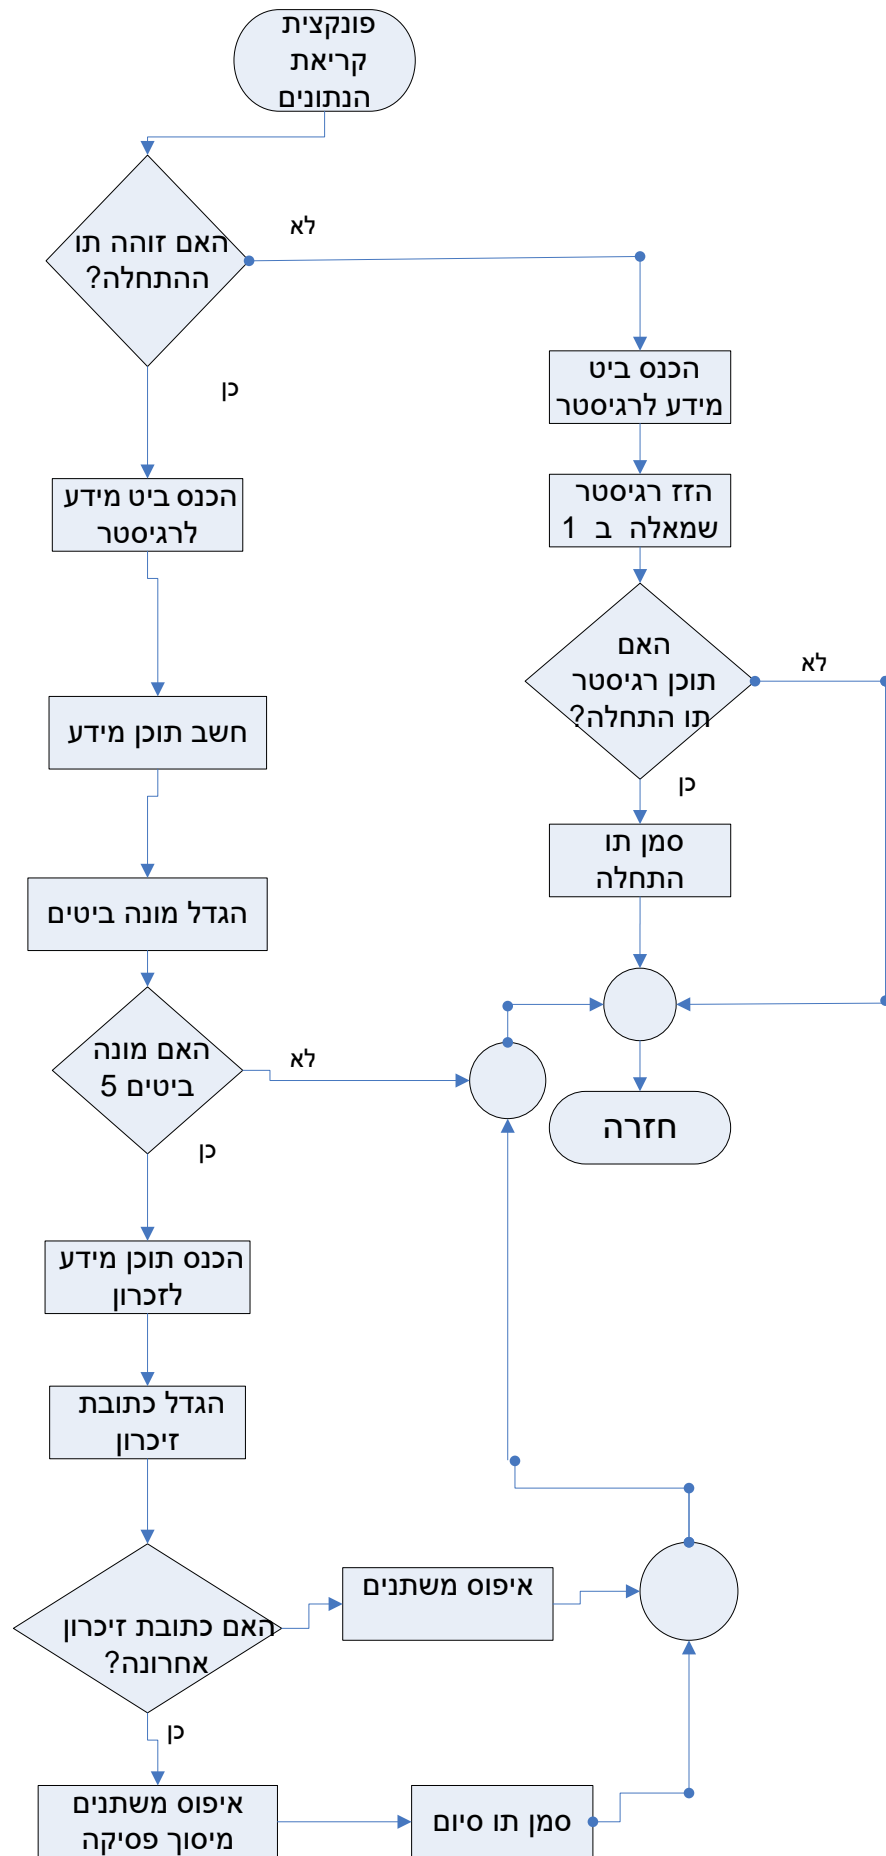 פונקצית
קריאת
הנתונים
האם זוהה תו
ההתחלה?
לא
כן
הכנס ביט
מידע לרגיסטר
הזז רגיסטר
שמאלה ב 1
האם
תוכן רגיסטר
תו התחלה?
לא
כן
סמן תו
התחלה
חזרה
הכנס ביט מידע
לרגיסטר
חשב תוכן מידע
הגדל מונה ביטים
האם מונה
ביטים 5
לא
כן
הכנס תוכן מידע
לזכרון
הגדל כתובת
זיכרון
האם כתובת זיכרון
אחרונה?
איפוס משתנים
כן
איפוס משתנים
מיסוך פסיקה
סמן תו סיום